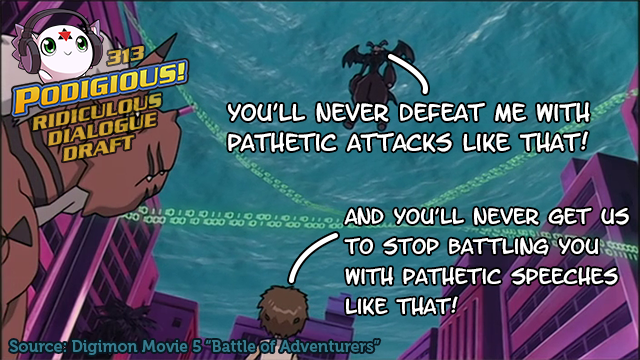 313
PODIGIOUS!
RIDICULOUS
DIALOGUE
DRAFT
YOU'LL NEVER DEFEAT ME WITH
PATHETIC ATTACKS LIKE THAT!
AND YOU'LL NEVER GET US
TO STOP BATTLING YOU
WITH PATHETIC SPEECHES
LIKE THAT!
Source: Digimon Movie 5 "Battle of Adventurers"